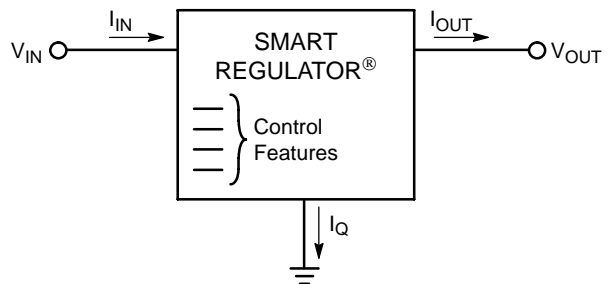 I_IN
I_OUT
V_IN
SMART
REGULATOR®
V_OUT
Control
Features
I_Q